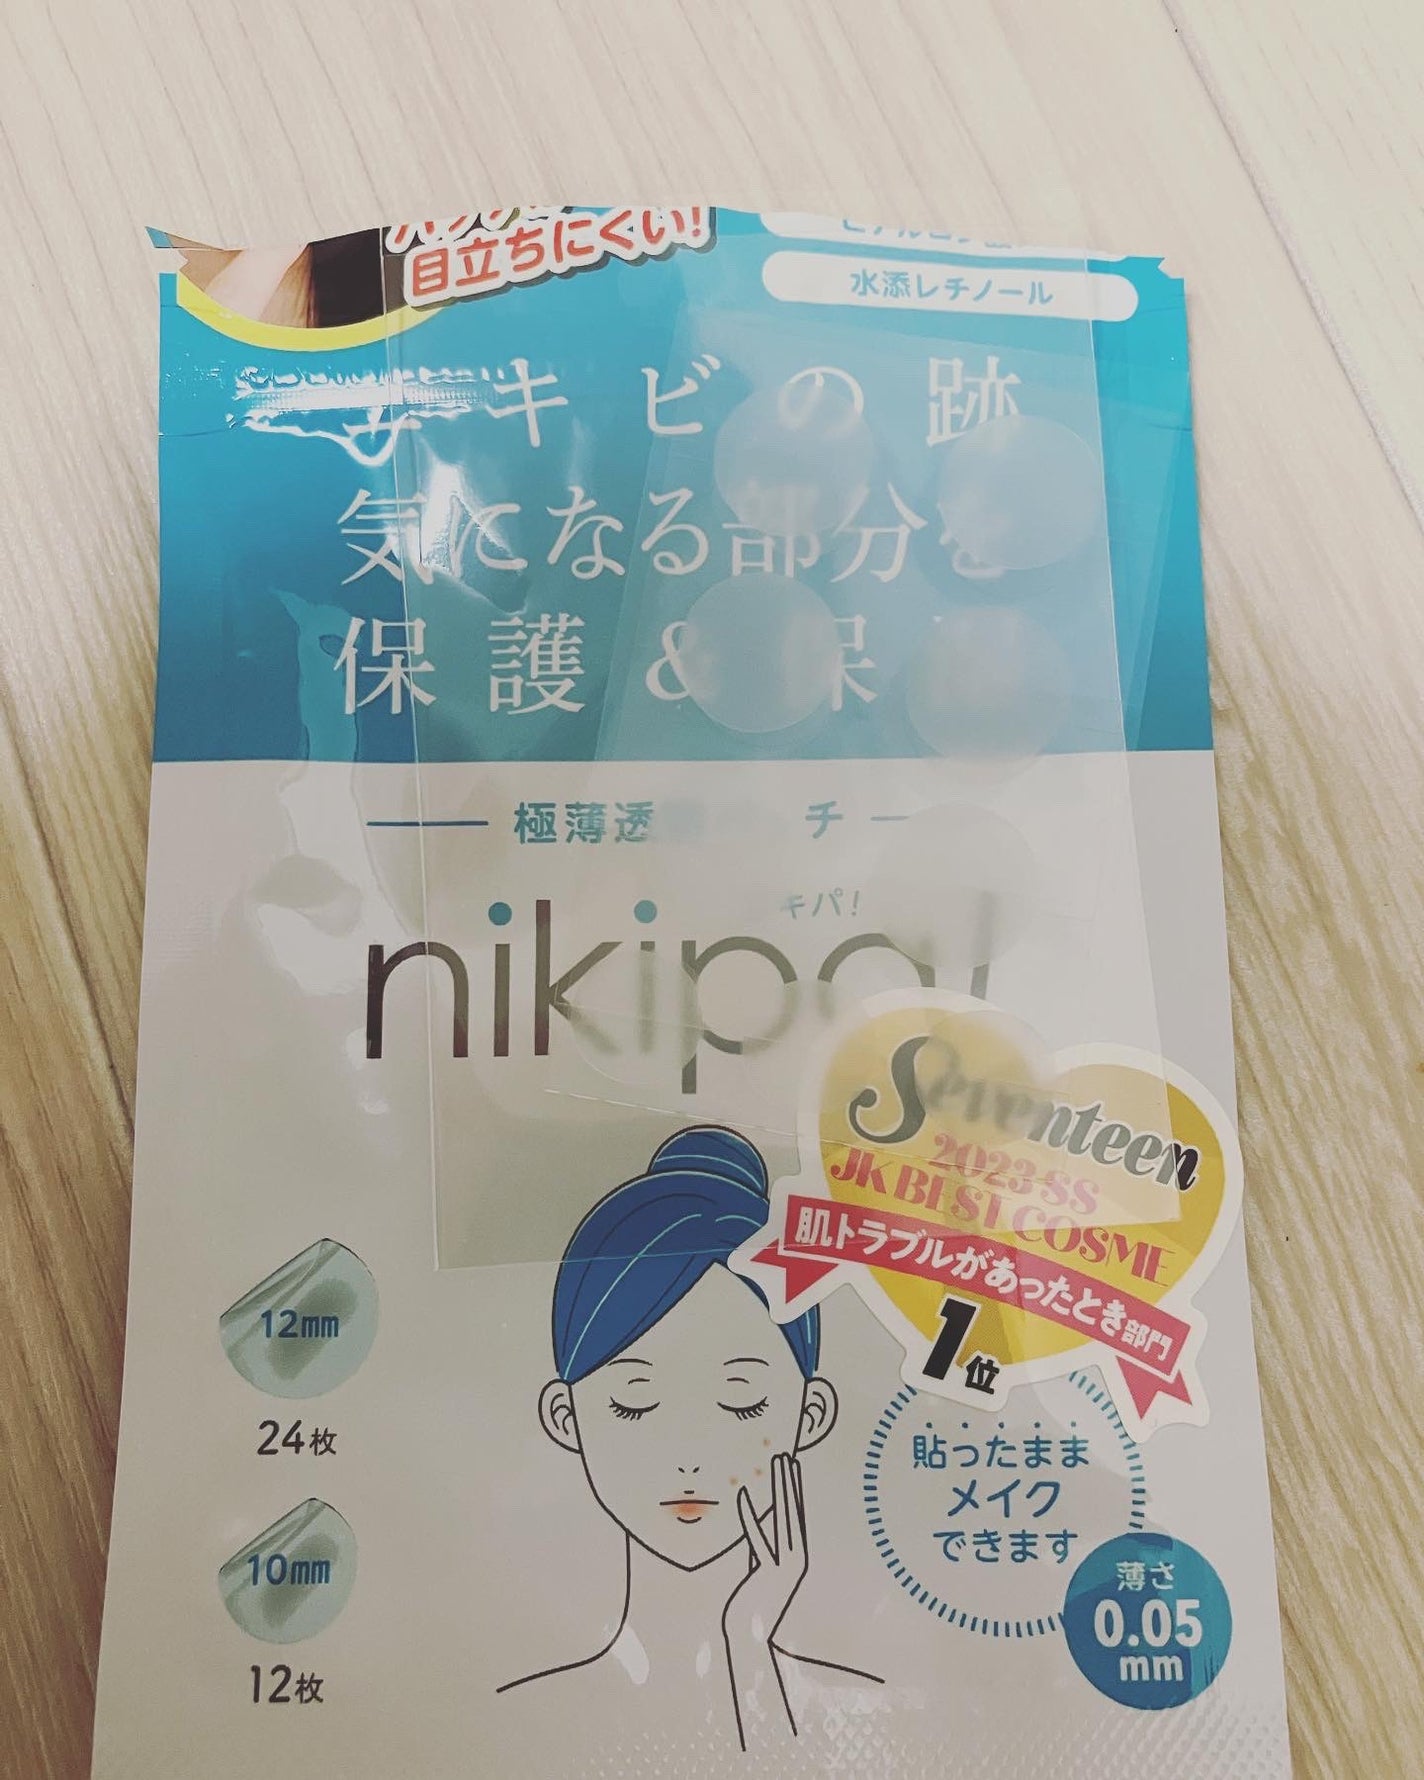 目立ちにくい!
水添レチノール
ニキビの跡
気になる部分を
保護&保
極薄透 チ
キパ!
nikipa!
Seventeen
2023 SS
JK BEST COSME
肌トラブルがあったとき部門
1位
12mm
24枚
10mm
12枚
貼ったまま
メイク
できます
薄さ
0.05
mm